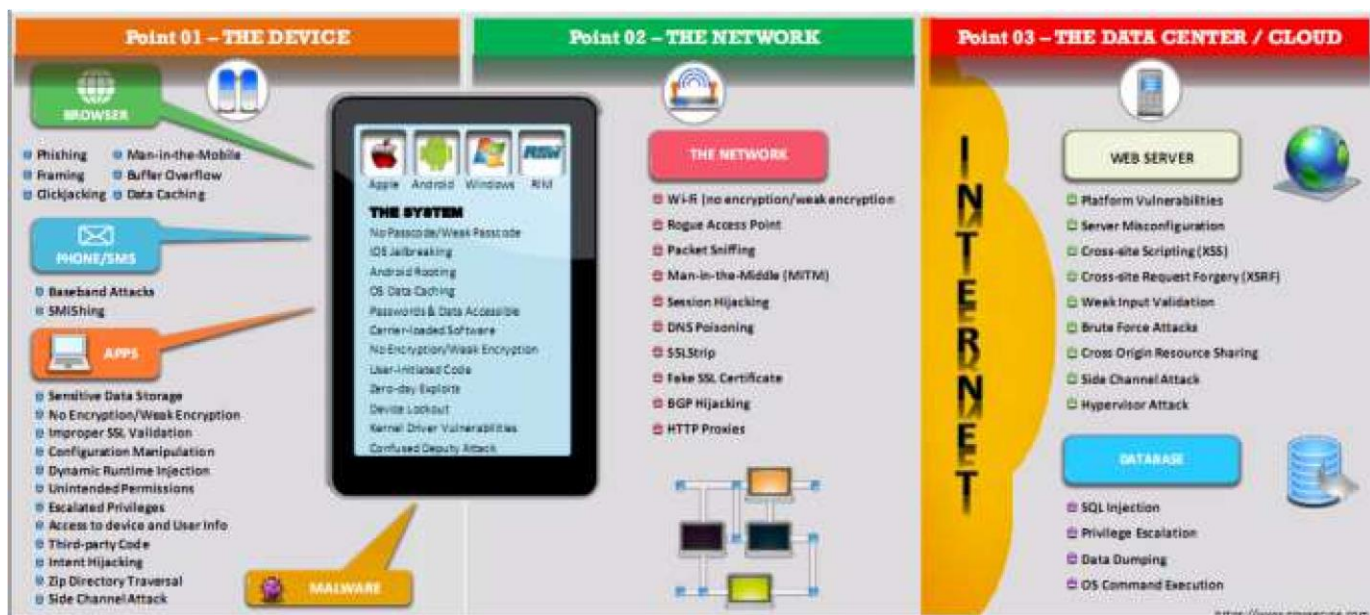 Point 01 – THE DEVICE
BROWSER
Phishing
Man-in-the-Mobile
Framing
Buffer Overflow
Clickjacking
Data Caching
PHONE/SMS
Baseband Attacks
SMIShing
APPS
Sensitive Data Storage
No Encryption/Weak Encryption
Improper SSL Validation
Configuration Manipulation
Dynamic Runtime Injection
Unintended Permissions
Escalated Privileges
Access to device and User Info
Third-party Code
Intent Hijacking
Zip Directory Traversal
Side Channel Attack
Apple Android Windows RIM
THE SYSTEM
No Passcode/Weak Passcode
iOS Jailbreaking
Android Rooting
OS Data Caching
Passwords & Data Accessible
Carrier-loaded Software
No Encryption/Weak Encryption
User-Initiated Code
Zero-day Exploits
Device Lockout
Kernel Driver Vulnerabilities
Confused Deputy Attack
MALWARE
Point 02 – THE NETWORK
THE NETWORK
Wi-Fi (no encryption/weak encryption
Rogue Access Point
Packet Sniffing
Man-in-the-Middle (MITM)
Session Hijacking
DNS Poisoning
SSLStrip
Fake SSL Certificate
BGP Hijacking
HTTP Proxies
Point 03 – THE DATA CENTER / CLOUD
INTERNET
WEB SERVER
Platform Vulnerabilities
Server Misconfiguration
Cross-site Scripting (XSS)
Cross-site Request Forgery (XSRF)
Weak Input Validation
Brute Force Attacks
Cross Origin Resource Sharing
Side Channel Attack
Hypervisor Attack
DATABASE
SQL Injection
Privilege Escalation
Data Dumping
OS Command Execution